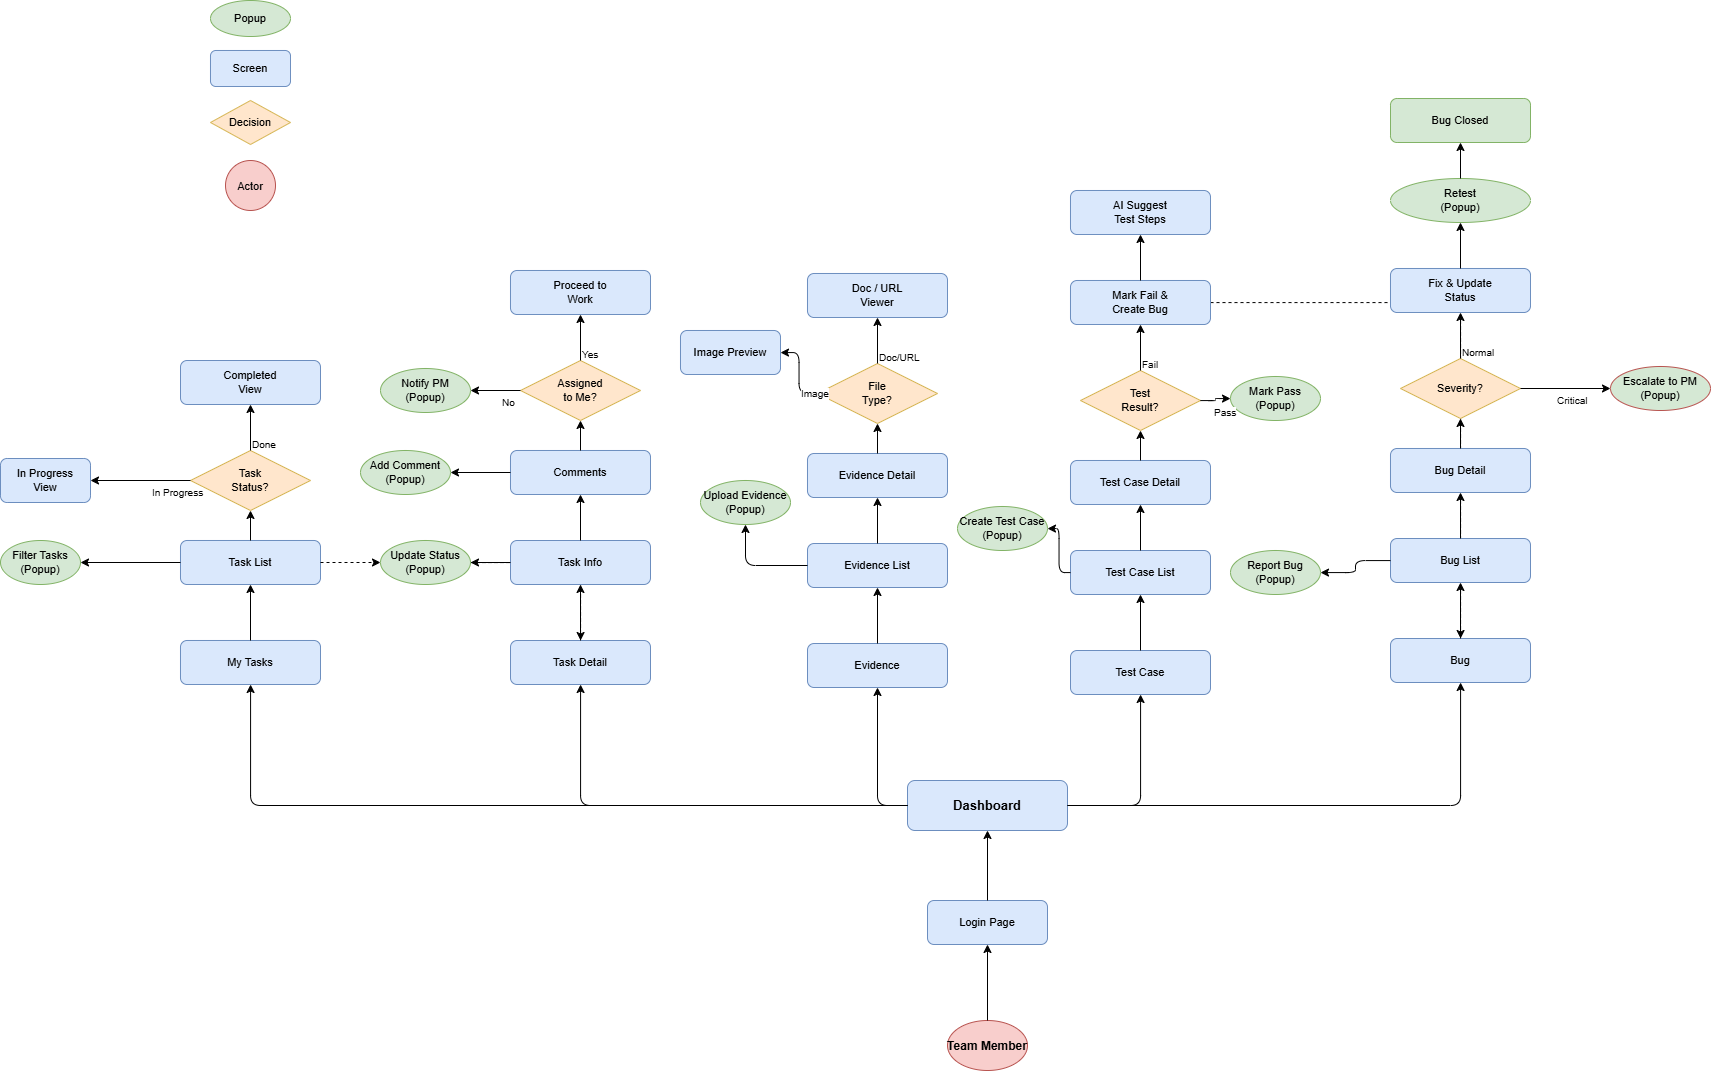 Popup
Screen
Decision
Actor
Bug Closed
Retest
(Popup)
AI Suggest
Test Steps
Proceed to
Work
Doc / URL
Viewer
Mark Fail &
Create Bug
Fix & Update
Status
Image Preview
Yes
Doc/URL
Fail
Normal
Completed
View
Notify PM
(Popup)
No
Assigned
to Me?
Image
File
Type?
Test
Result?
Pass
Mark Pass
(Popup)
Severity?
Critical
Escalate to PM
(Popup)
Done
In Progress
View
In Progress
Task
Status?
Add Comment
(Popup)
Comments
Evidence Detail
Test Case Detail
Bug Detail
Upload Evidence
(Popup)
Create Test Case
(Popup)
Filter Tasks
(Popup)
Task List
Update Status
(Popup)
Task Info
Evidence List
Test Case List
Report Bug
(Popup)
Bug List
My Tasks
Task Detail
Evidence
Test Case
Bug
Dashboard
Login Page
Team Member